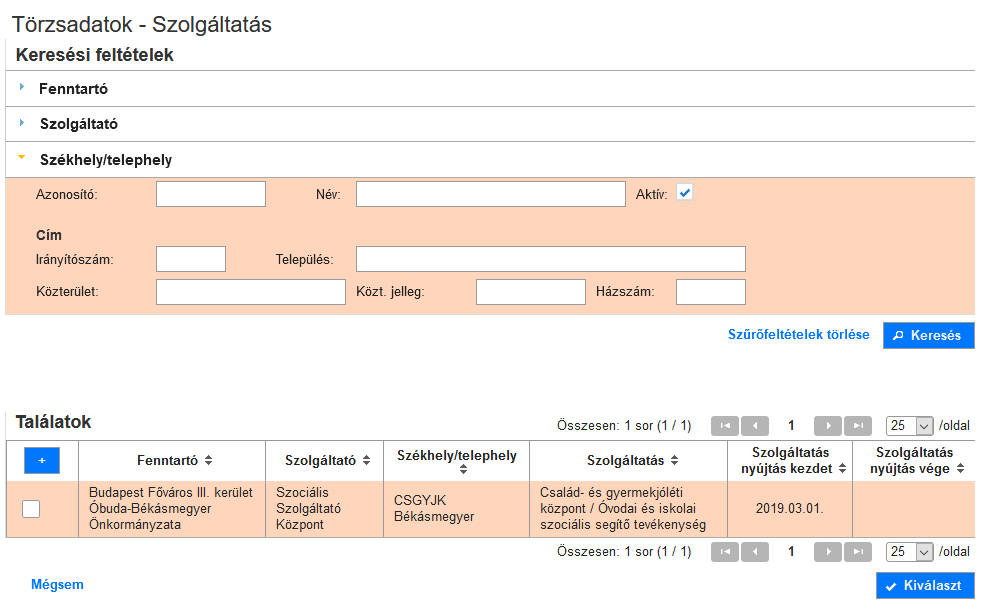 Törzsadatok - Szolgáltatás
Keresési feltételek
Fenntartó
Szolgáltató
Székhely/telephely
Azonosító: Név: Aktív:
Cím
Irányítószám: Település:
Közterület: Közt. jelleg: Házszám:
Szűrőfeltételek törlése Keresés
Találatok
Összesen: 1 sor (1 / 1) 1 25 /oldal
+ Fenntartó Szolgáltató Székhely/telephely Szolgáltatás Szolgáltatás nyújtás kezdet Szolgáltatás nyújtás vége
Budapest Főváros III. kerület
Óbuda-Békásmegyer
Önkormányzata
Szociális
Szolgáltató
Központ
CSGYJK
Békásmegyer
Család- és gyermekjóléti
központ / Óvodai és iskolai
szociális segítő tevékenység
2019.03.01.
Összesen: 1 sor (1 / 1) 1 25 /oldal
Mégsem Kiválaszt